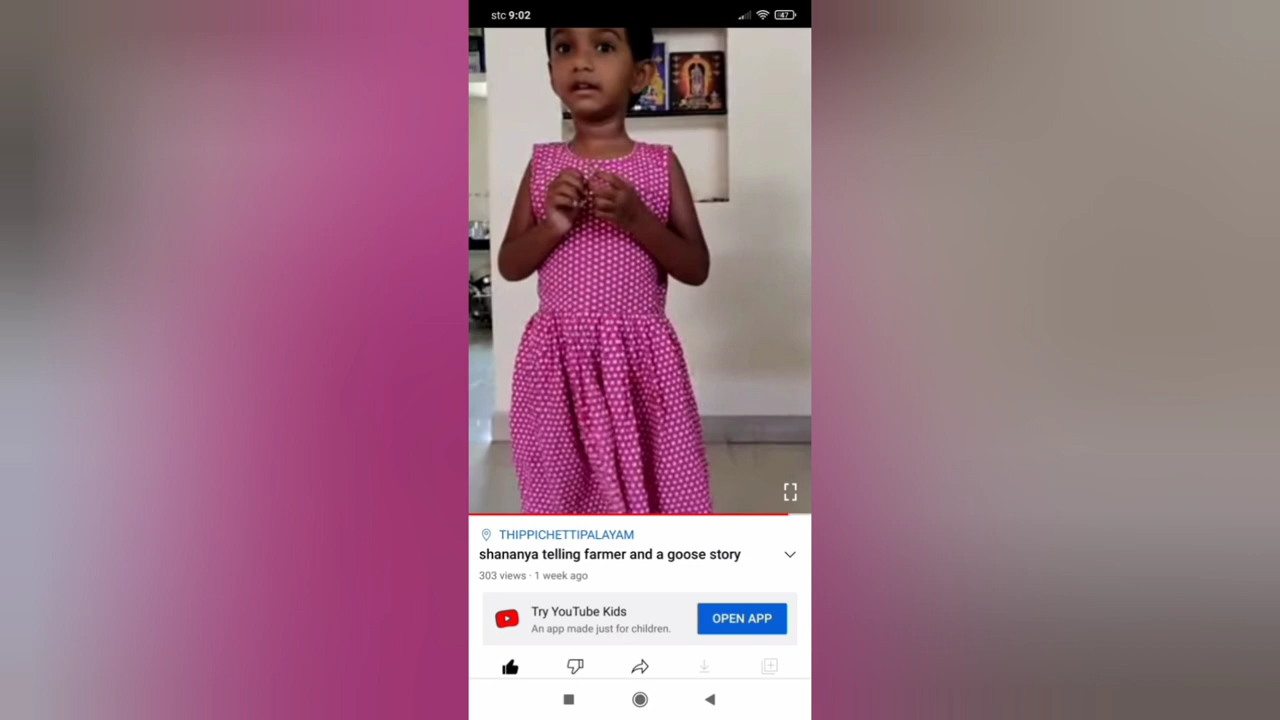 stc 9:02
47
THIPPICHETTIPALAYAM
shananya telling farmer and a goose story
303 views · 1 week ago
Try YouTube Kids
An app made just for children.
OPEN APP